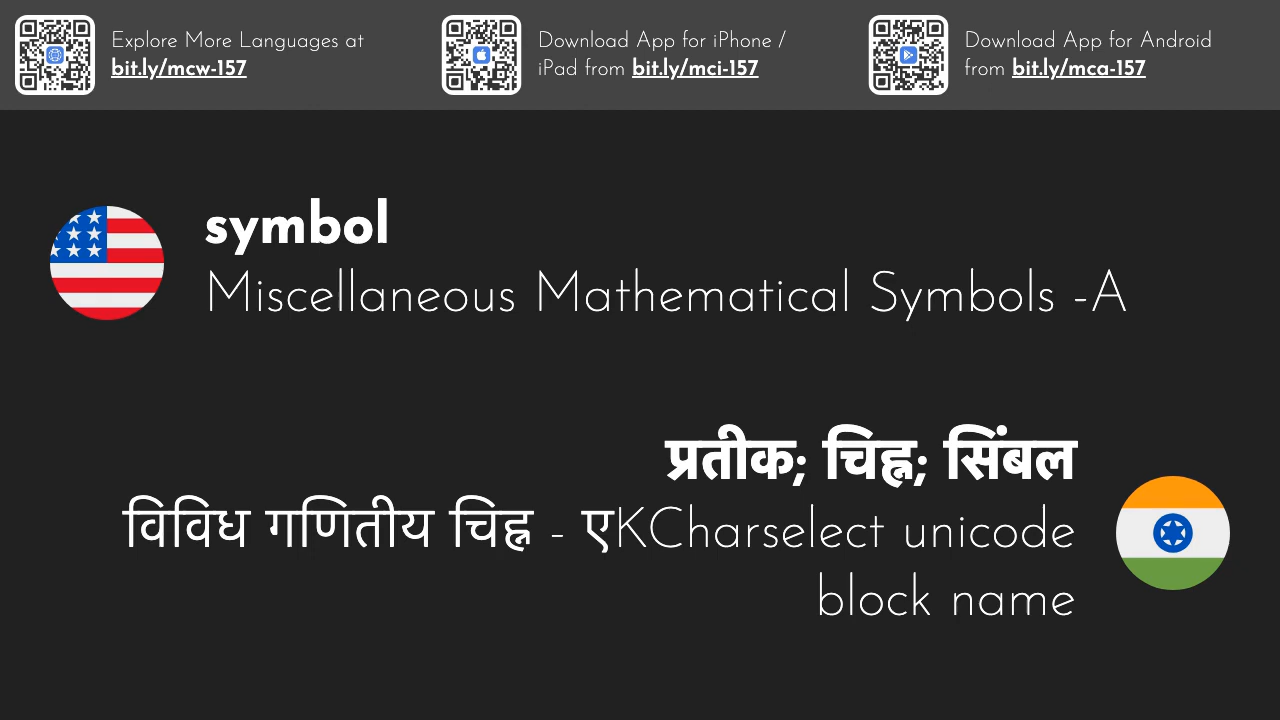 Explore More Languages at
bit.ly/mcw-157
Download App for iPhone /
iPad from bit.ly/mci-157
Download App for Android
from bit.ly/mca-157
symbol
Miscellaneous Mathematical Symbols -A
प्रतीक; चिह्न; सिंबल
विविध गणितीय चिह्न - एKCharselect unicode
block name